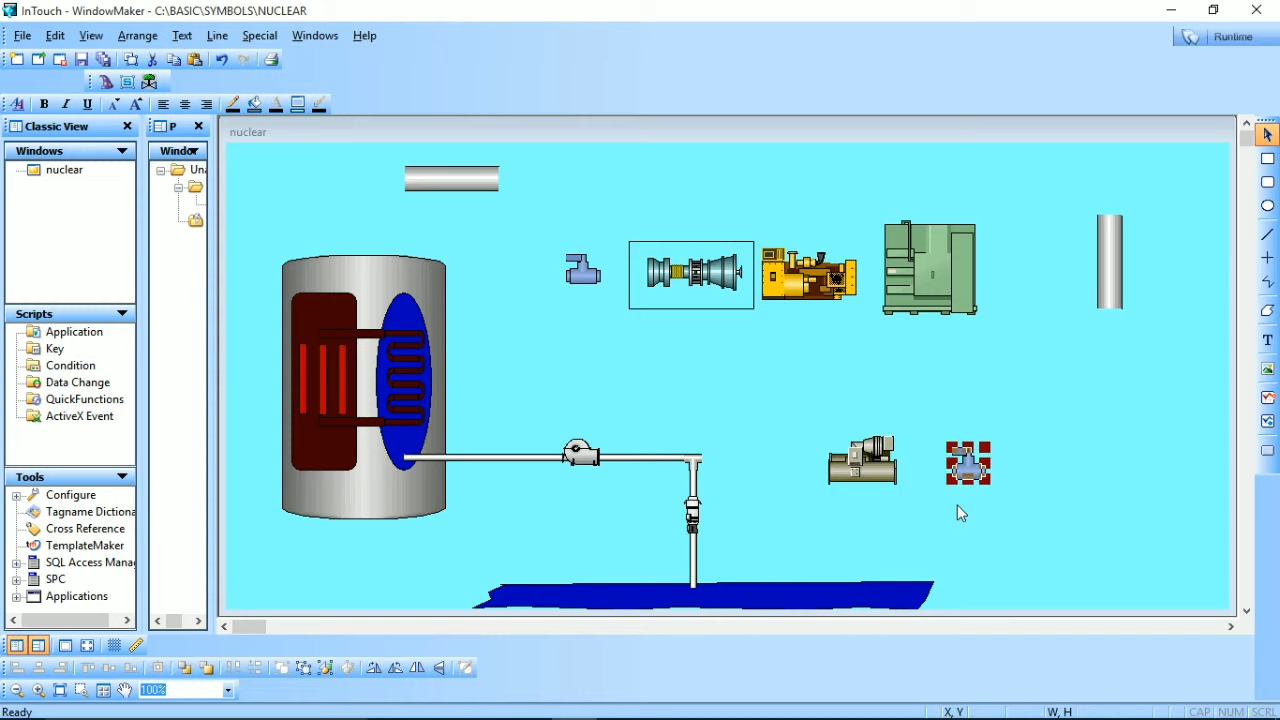 InTouch - WindowMaker - C:\BASIC\SYMBOLS\NUCLEAR
File Edit View Arrange Text Line Special Windows Help
Runtime
B I U A A
Classic View
P
nuclear
Windows
Window
nuclear
Una
Scripts
Application
Key
Condition
Data Change
QuickFunctions
ActiveX Event
Tools
Configure
Tagname Dictiona
Cross Reference
TemplateMaker
SQL Access Mana
SPC
Applications
T
100%
Ready
X, Y
W, H
CAP NUM SCRL